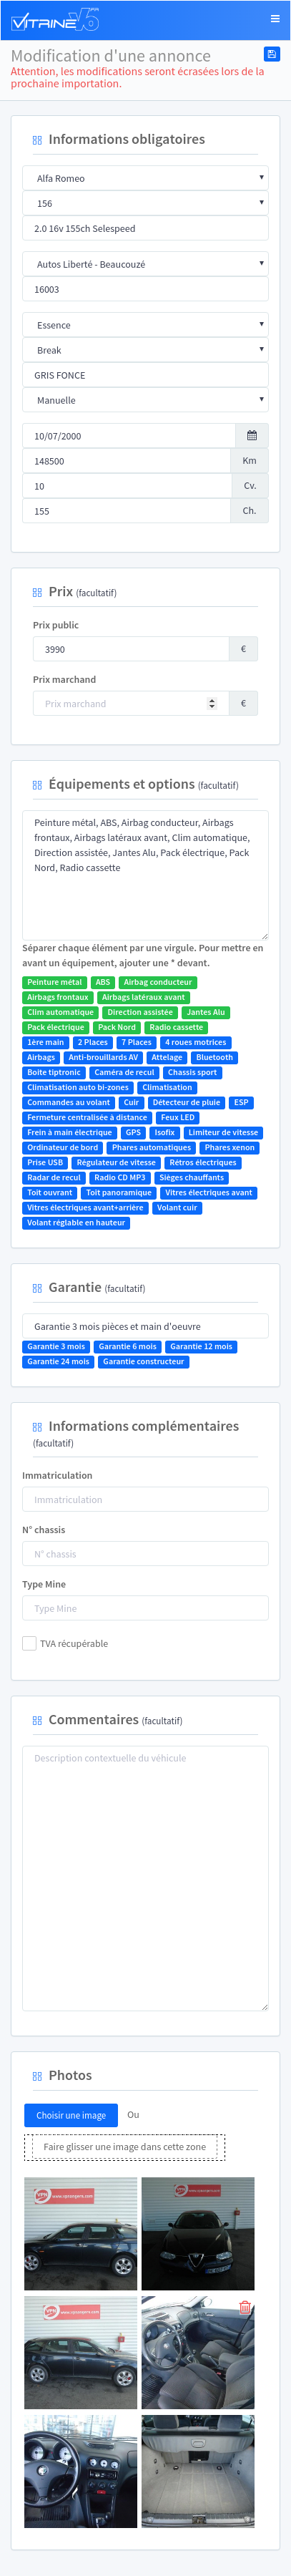 VITRINE V6
Modification d'une annonce
Attention, les modifications seront écrasées lors de la
prochaine importation.
Informations obligatoires
Alfa Romeo
156
2.0 16v 155ch Selespeed
Autos Liberté - Beaucouzé
16003
Essence
Break
GRIS FONCE
Manuelle
10/07/2000
148500 Km
10 Cv.
155 Ch.
Prix (facultatif)
Prix public
3990 €
Prix marchand
Prix marchand €
Équipements et options (facultatif)
Peinture métal, ABS, Airbag conducteur, Airbags
frontaux, Airbags latéraux avant, Clim automatique,
Direction assistée, Jantes Alu, Pack électrique, Pack
Nord, Radio cassette
Séparer chaque élément par une virgule. Pour mettre en
avant un équipement, ajouter une * devant.
Peinture métal ABS Airbag conducteur
Airbags frontaux Airbags latéraux avant
Clim automatique Direction assistée Jantes Alu
Pack électrique Pack Nord Radio cassette
1ère main 2 Places 7 Places 4 roues motrices
Airbags Anti-brouillards AV Attelage Bluetooth
Boite tiptronic Caméra de récul Chassis sport
Climatisation auto bi-zones Climatisation
Commandes au volant Cuir Détecteur de pluie ESP
Fermeture centralisée à distance Feux LED
Frein à main électrique GPS Isofix Limiteur de vitesse
Ordinateur de bord Phares automatiques Phares xenon
Prise USB Régulateur de vitesse Rétros électriques
Radar de recul Radio CD MP3 Sièges chauffants
Toit ouvrant Toit panoramique Vitres électriques avant
Vitres électriques avant+arrière Volant cuir
Volant réglable en hauteur
Garantie (facultatif)
Garantie 3 mois pièces et main d'oeuvre
Garantie 3 mois Garantie 6 mois Garantie 12 mois
Garantie 24 mois Garantie constructeur
Informations complémentaires
(facultatif)
Immatriculation
Immatriculation
N° chassis
N° chassis
Type Mine
Type Mine
TVA récupérable
Commentaires (facultatif)
Description contextuelle du véhicule
Photos
Choisir une image Ou
Faire glisser une image dans cette zone